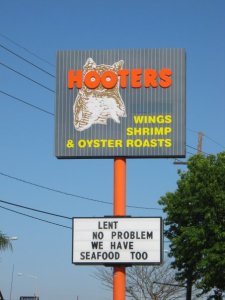 HOOTERS
WINGS
SHRIMP
& OYSTER ROASTS
LENT
NO PROBLEM
WE HAVE
SEAFOOD TOO